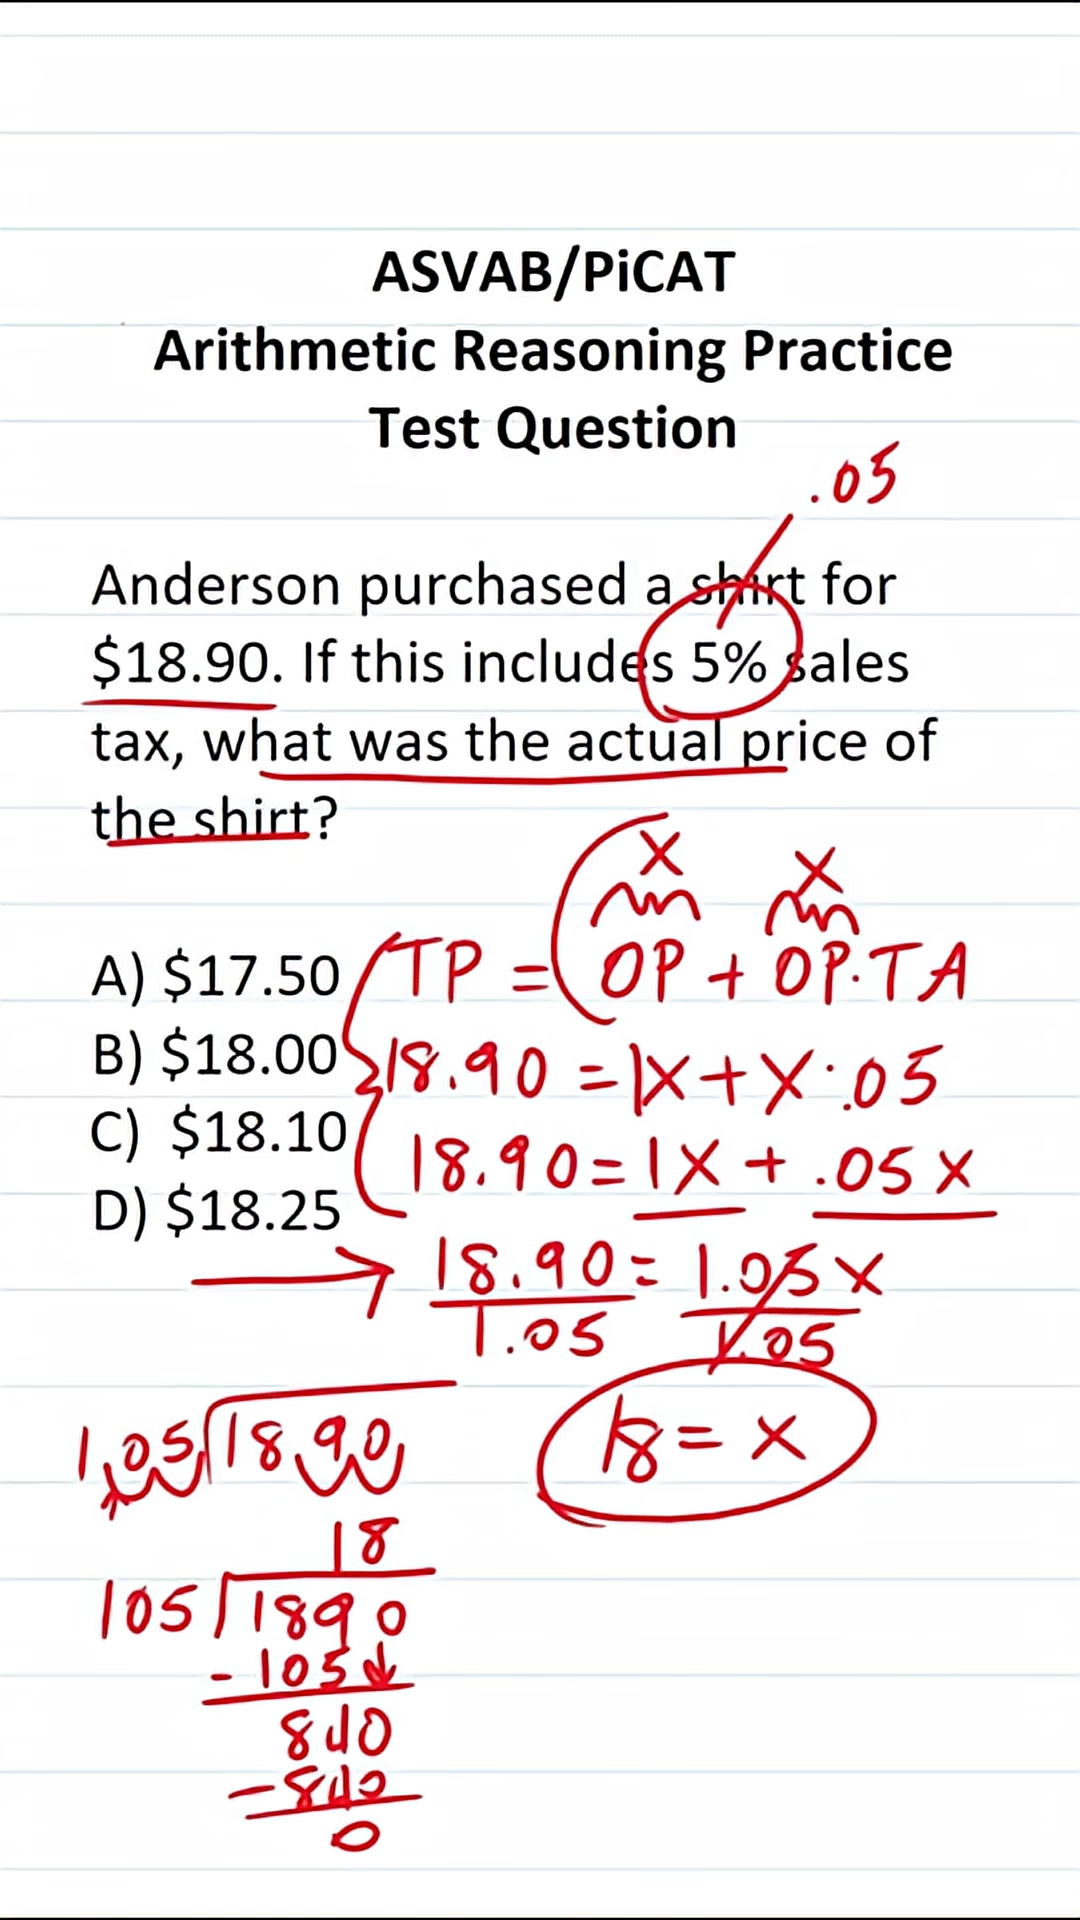 ASVAB/PiCAT
Arithmetic Reasoning Practice
Test Question
.05
Anderson purchased a shirt for
$18.90. If this includes 5% sales
tax, what was the actual price of
the shirt?
x x
A) $17.50
TP = OP + OP·TA
B) $18.00
18.90 = 1x + x·.05
C) $18.10
18.90 = 1x + .05x
D) $18.25
18.90 = 1.05x
1.05 1.05
1.05 18.90
18 = x
18
105 1890
- 105
840
- 840
0